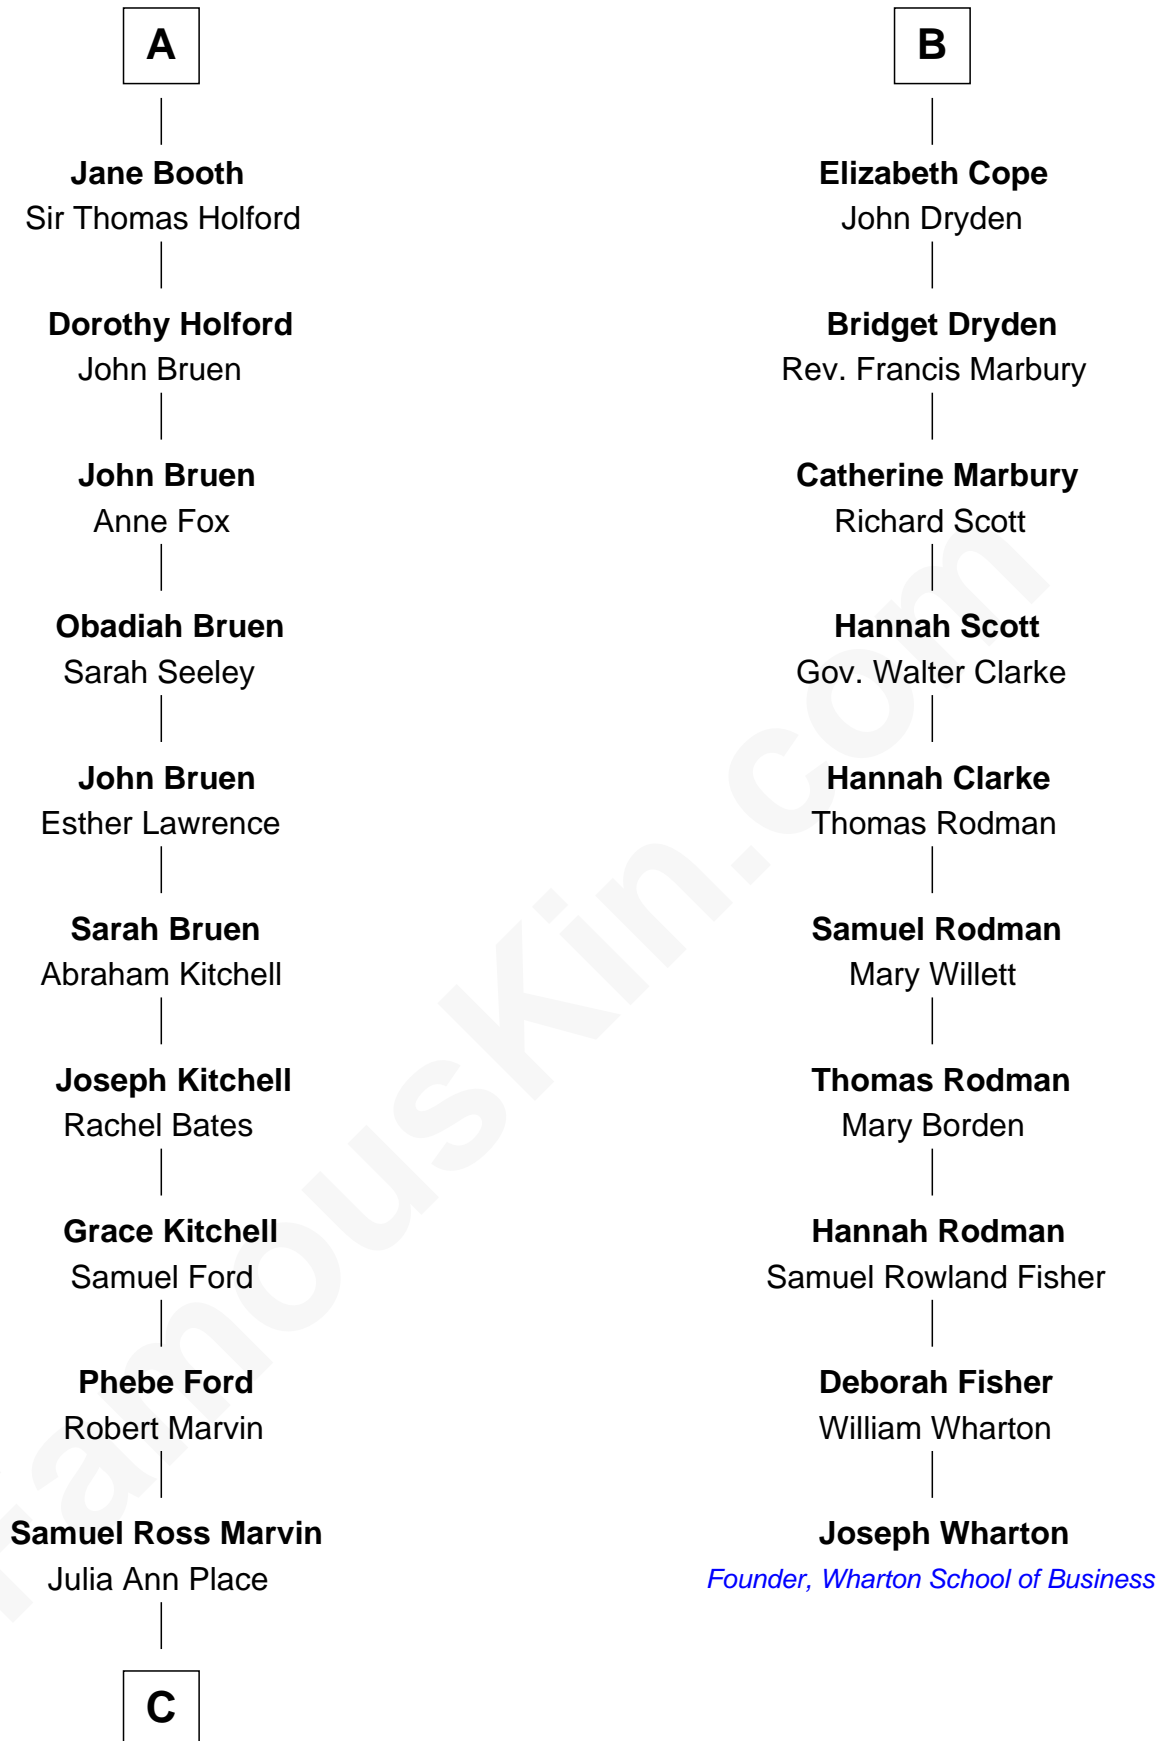 A
Jane Booth
Sir Thomas Holford
Dorothy Holford
John Bruen
John Bruen
Anne Fox
Obadiah Bruen
Sarah Seeley
John Bruen
Esther Lawrence
Sarah Bruen
Abraham Kitchell
Joseph Kitchell
Rachel Bates
Grace Kitchell
Samuel Ford
Phebe Ford
Robert Marvin
Samuel Ross Marvin
Julia Ann Place
C
B
Elizabeth Cope
John Dryden
Bridget Dryden
Rev. Francis Marbury
Catherine Marbury
Richard Scott
Hannah Scott
Gov. Walter Clarke
Hannah Clarke
Thomas Rodman
Samuel Rodman
Mary Willett
Thomas Rodman
Mary Borden
Hannah Rodman
Samuel Rowland Fisher
Deborah Fisher
William Wharton
Joseph Wharton
Founder, Wharton School of Business
FamousKin.com